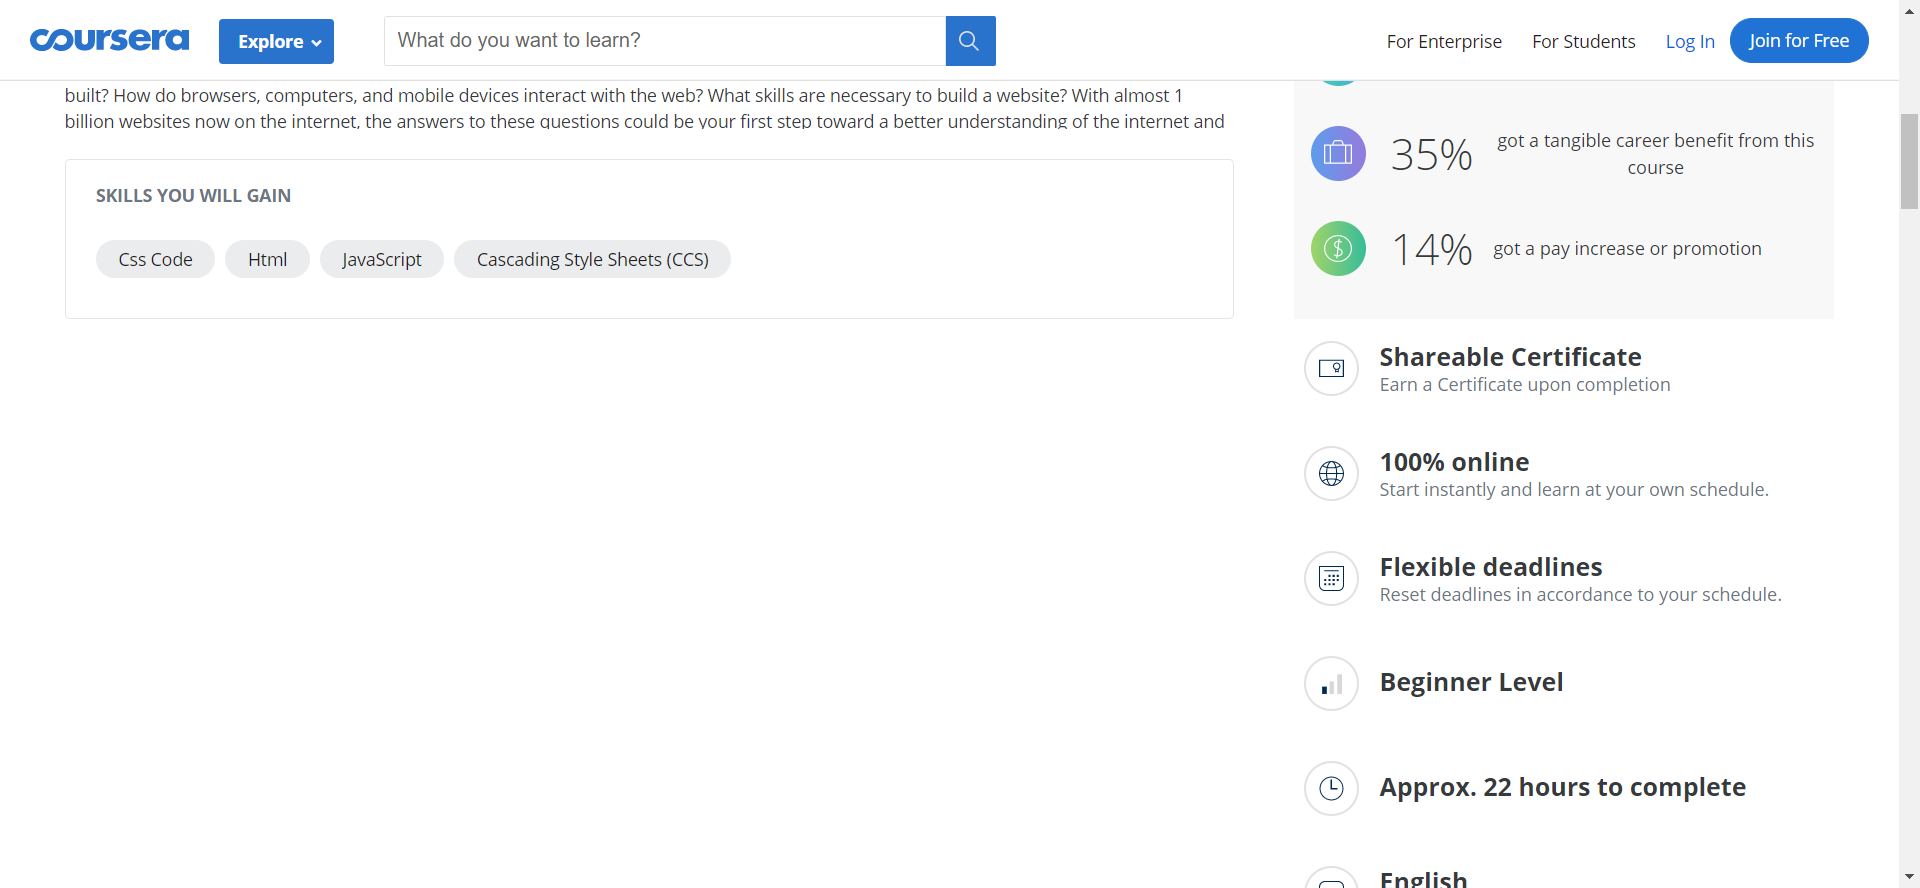 coursera
Explore
What do you want to learn?
For Enterprise
For Students
Log In
Join for Free
built? How do browsers, computers, and mobile devices interact with the web? What skills are necessary to build a website? With almost 1
billion websites now on the internet, the answers to these questions could be your first step toward a better understanding of the internet and
SKILLS YOU WILL GAIN
Css Code
Html
JavaScript
Cascading Style Sheets (CCS)
35%
got a tangible career benefit from this
course
14%
got a pay increase or promotion
Shareable Certificate
Earn a Certificate upon completion
100% online
Start instantly and learn at your own schedule.
Flexible deadlines
Reset deadlines in accordance to your schedule.
Beginner Level
Approx. 22 hours to complete
English